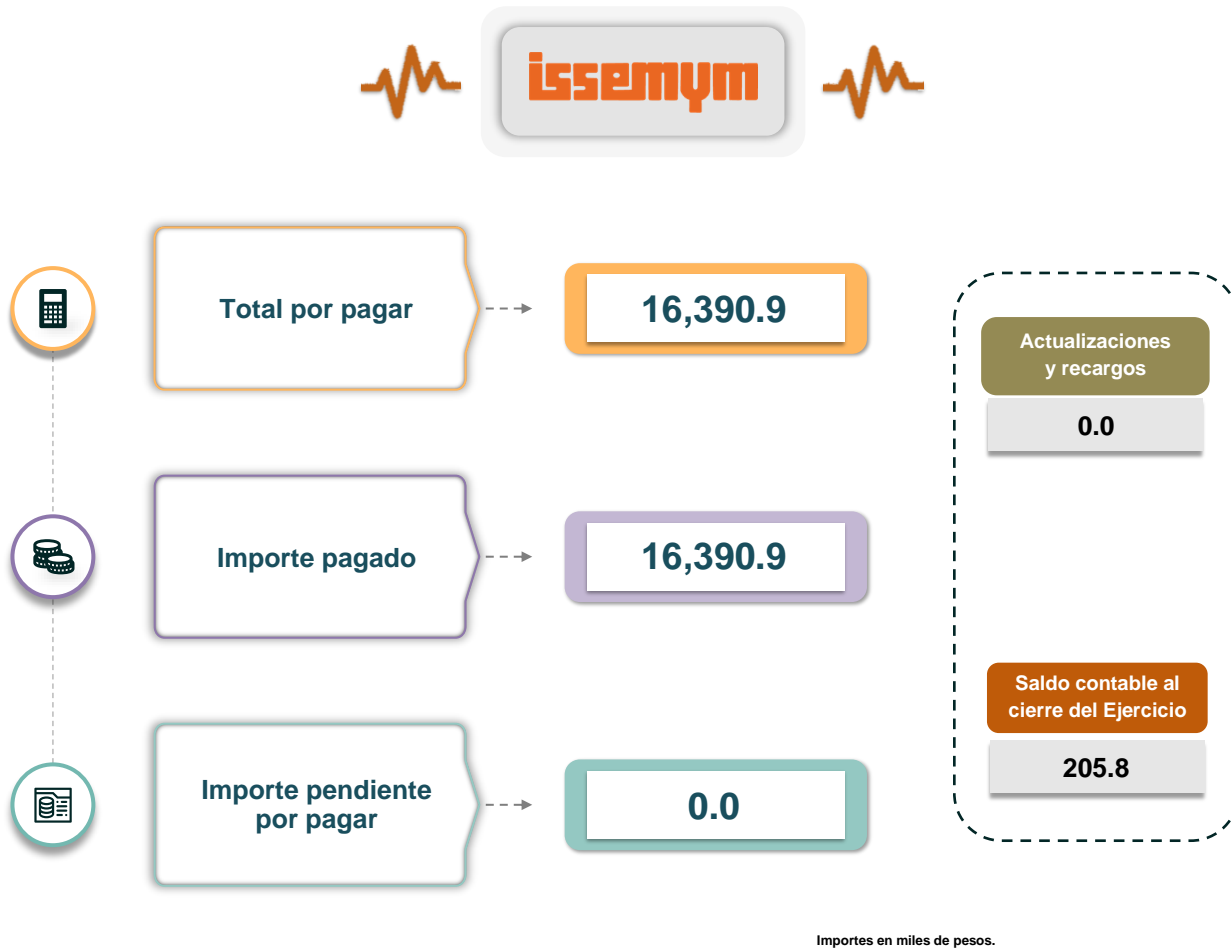 issemym
Total por pagar
16,390.9
Importe pagado
16,390.9
Importe pendiente
por pagar
0.0
Actualizaciones
y recargos
0.0
Saldo contable al
cierre del Ejercicio
205.8
Importes en miles de pesos.